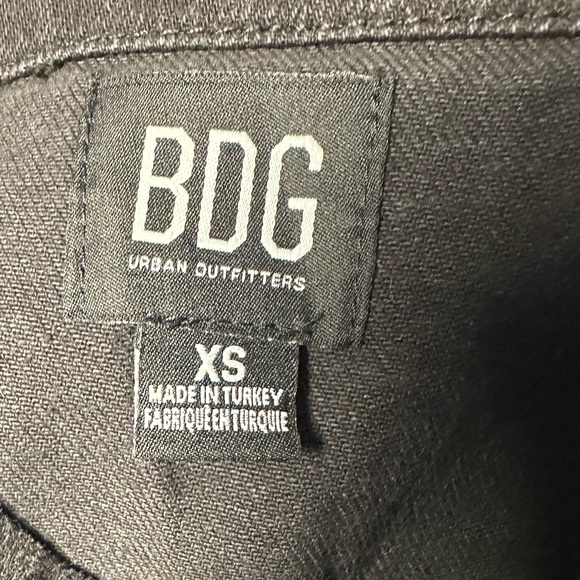 BDG
URBAN OUTFITTERS
XS
MADE IN TURKEY
FABRIQUÉ EN TURQUIE